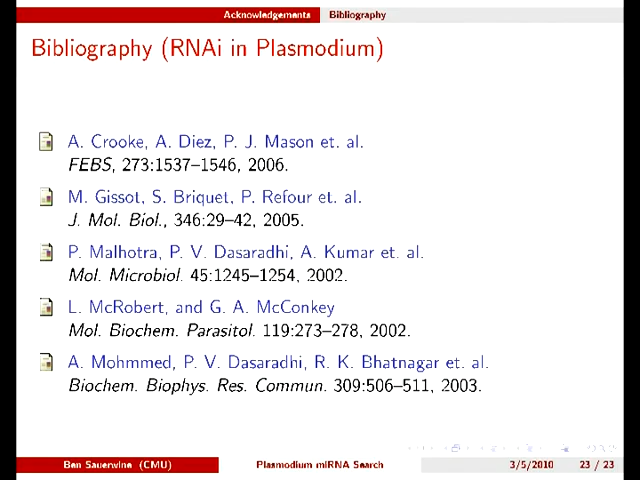 Acknowledgements Bibliography
Bibliography (RNAi in Plasmodium)
A. Crooke, A. Diez, P. J. Mason et. al.
FEBS, 273:1537–1546, 2006.
M. Gissot, S. Briquet, P. Refour et. al.
J. Mol. Biol., 346:29–42, 2005.
P. Malhotra, P. V. Dasaradhi, A. Kumar et. al.
Mol. Microbiol. 45:1245–1254, 2002.
L. McRobert, and G. A. McConkey
Mol. Biochem. Parasitol. 119:273–278, 2002.
A. Mohmmed, P. V. Dasaradhi, R. K. Bhatnagar et. al.
Biochem. Biophys. Res. Commun. 309:506–511, 2003.
Ben Sauerwine (CMU) Plasmodium miRNA Search 3/5/2010 23 / 23